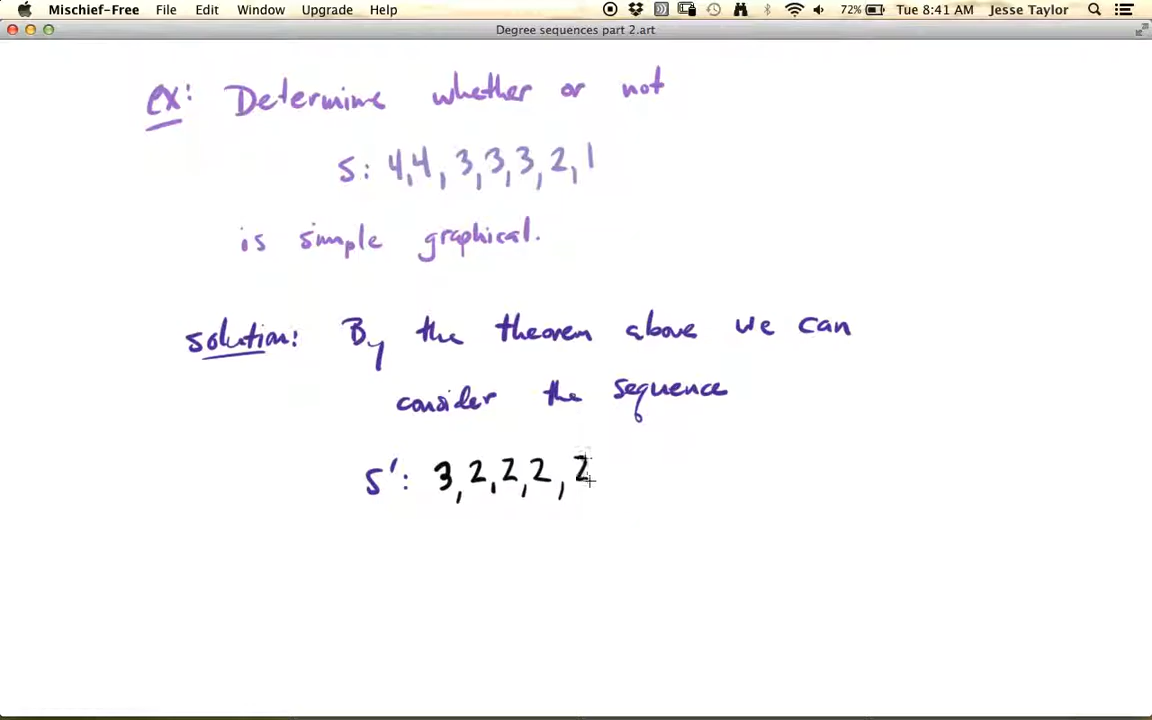 Mischief-Free File Edit Window Upgrade Help 72% Tue 8:41 AM Jesse Taylor
Degree sequences part 2.art
ex: Determine whether or not
s: 4,4, 3,3,3, 2,1
is simple graphical.
solution: By the theorem above we can
consider the sequence
s': 3,2,2,2,2